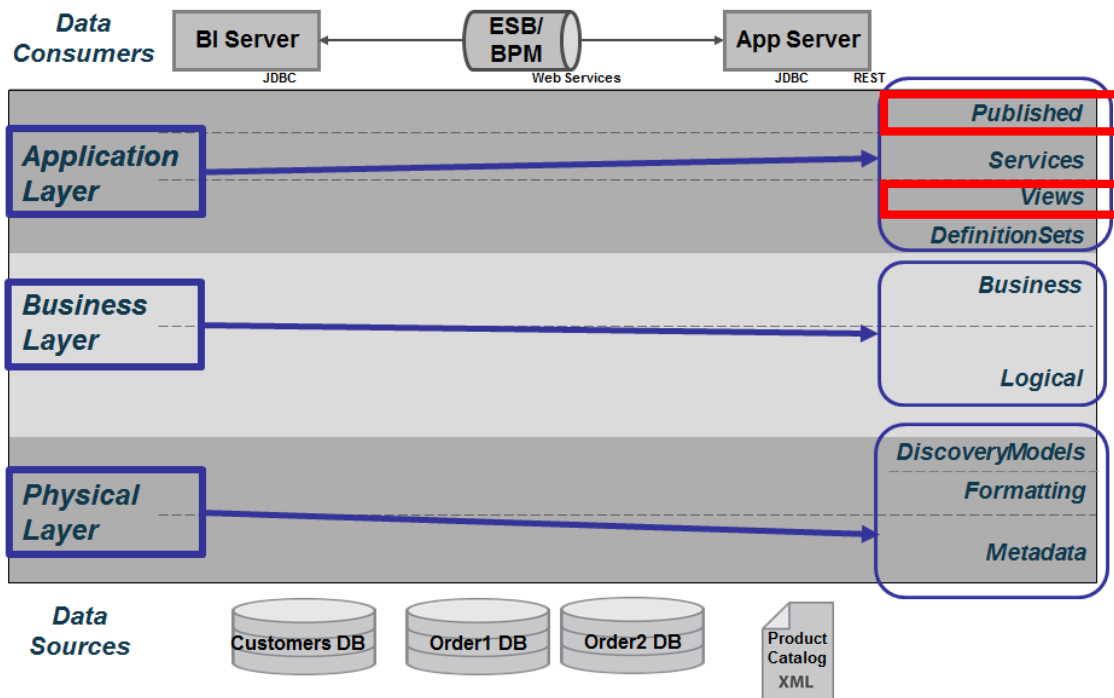 Data
Consumers
BI Server
ESB/
BPM
App Server
JDBC
Web Services
JDBC
REST
Application
Layer
Published
Services
Views
DefinitionSets
Business
Layer
Business
Logical
Physical
Layer
DiscoveryModels
Formatting
Metadata
Data
Sources
Customers DB
Order1 DB
Order2 DB
Product
Catalog
XML